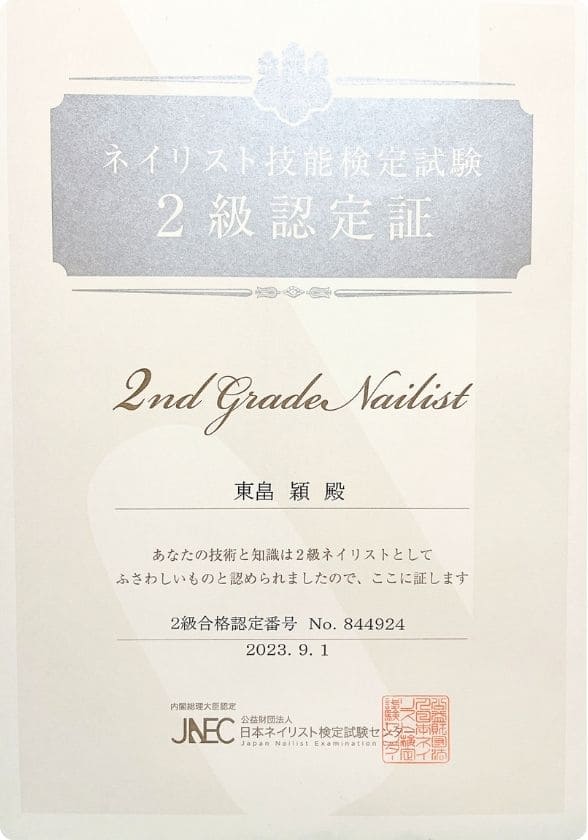 ネイリスト技能検定試験
2級認定証
2nd Grade Nailist
東畠 穎 殿
あなたの技術と知識は2級ネイリストとして
ふさわしいものと認められましたので、ここに証します
2級合格認定番号 No. 844924
2023. 9. 1
内閣総理大臣認定
JNEC 公益財団法人
日本ネイリスト検定試験センター
Japan Nailist Examination